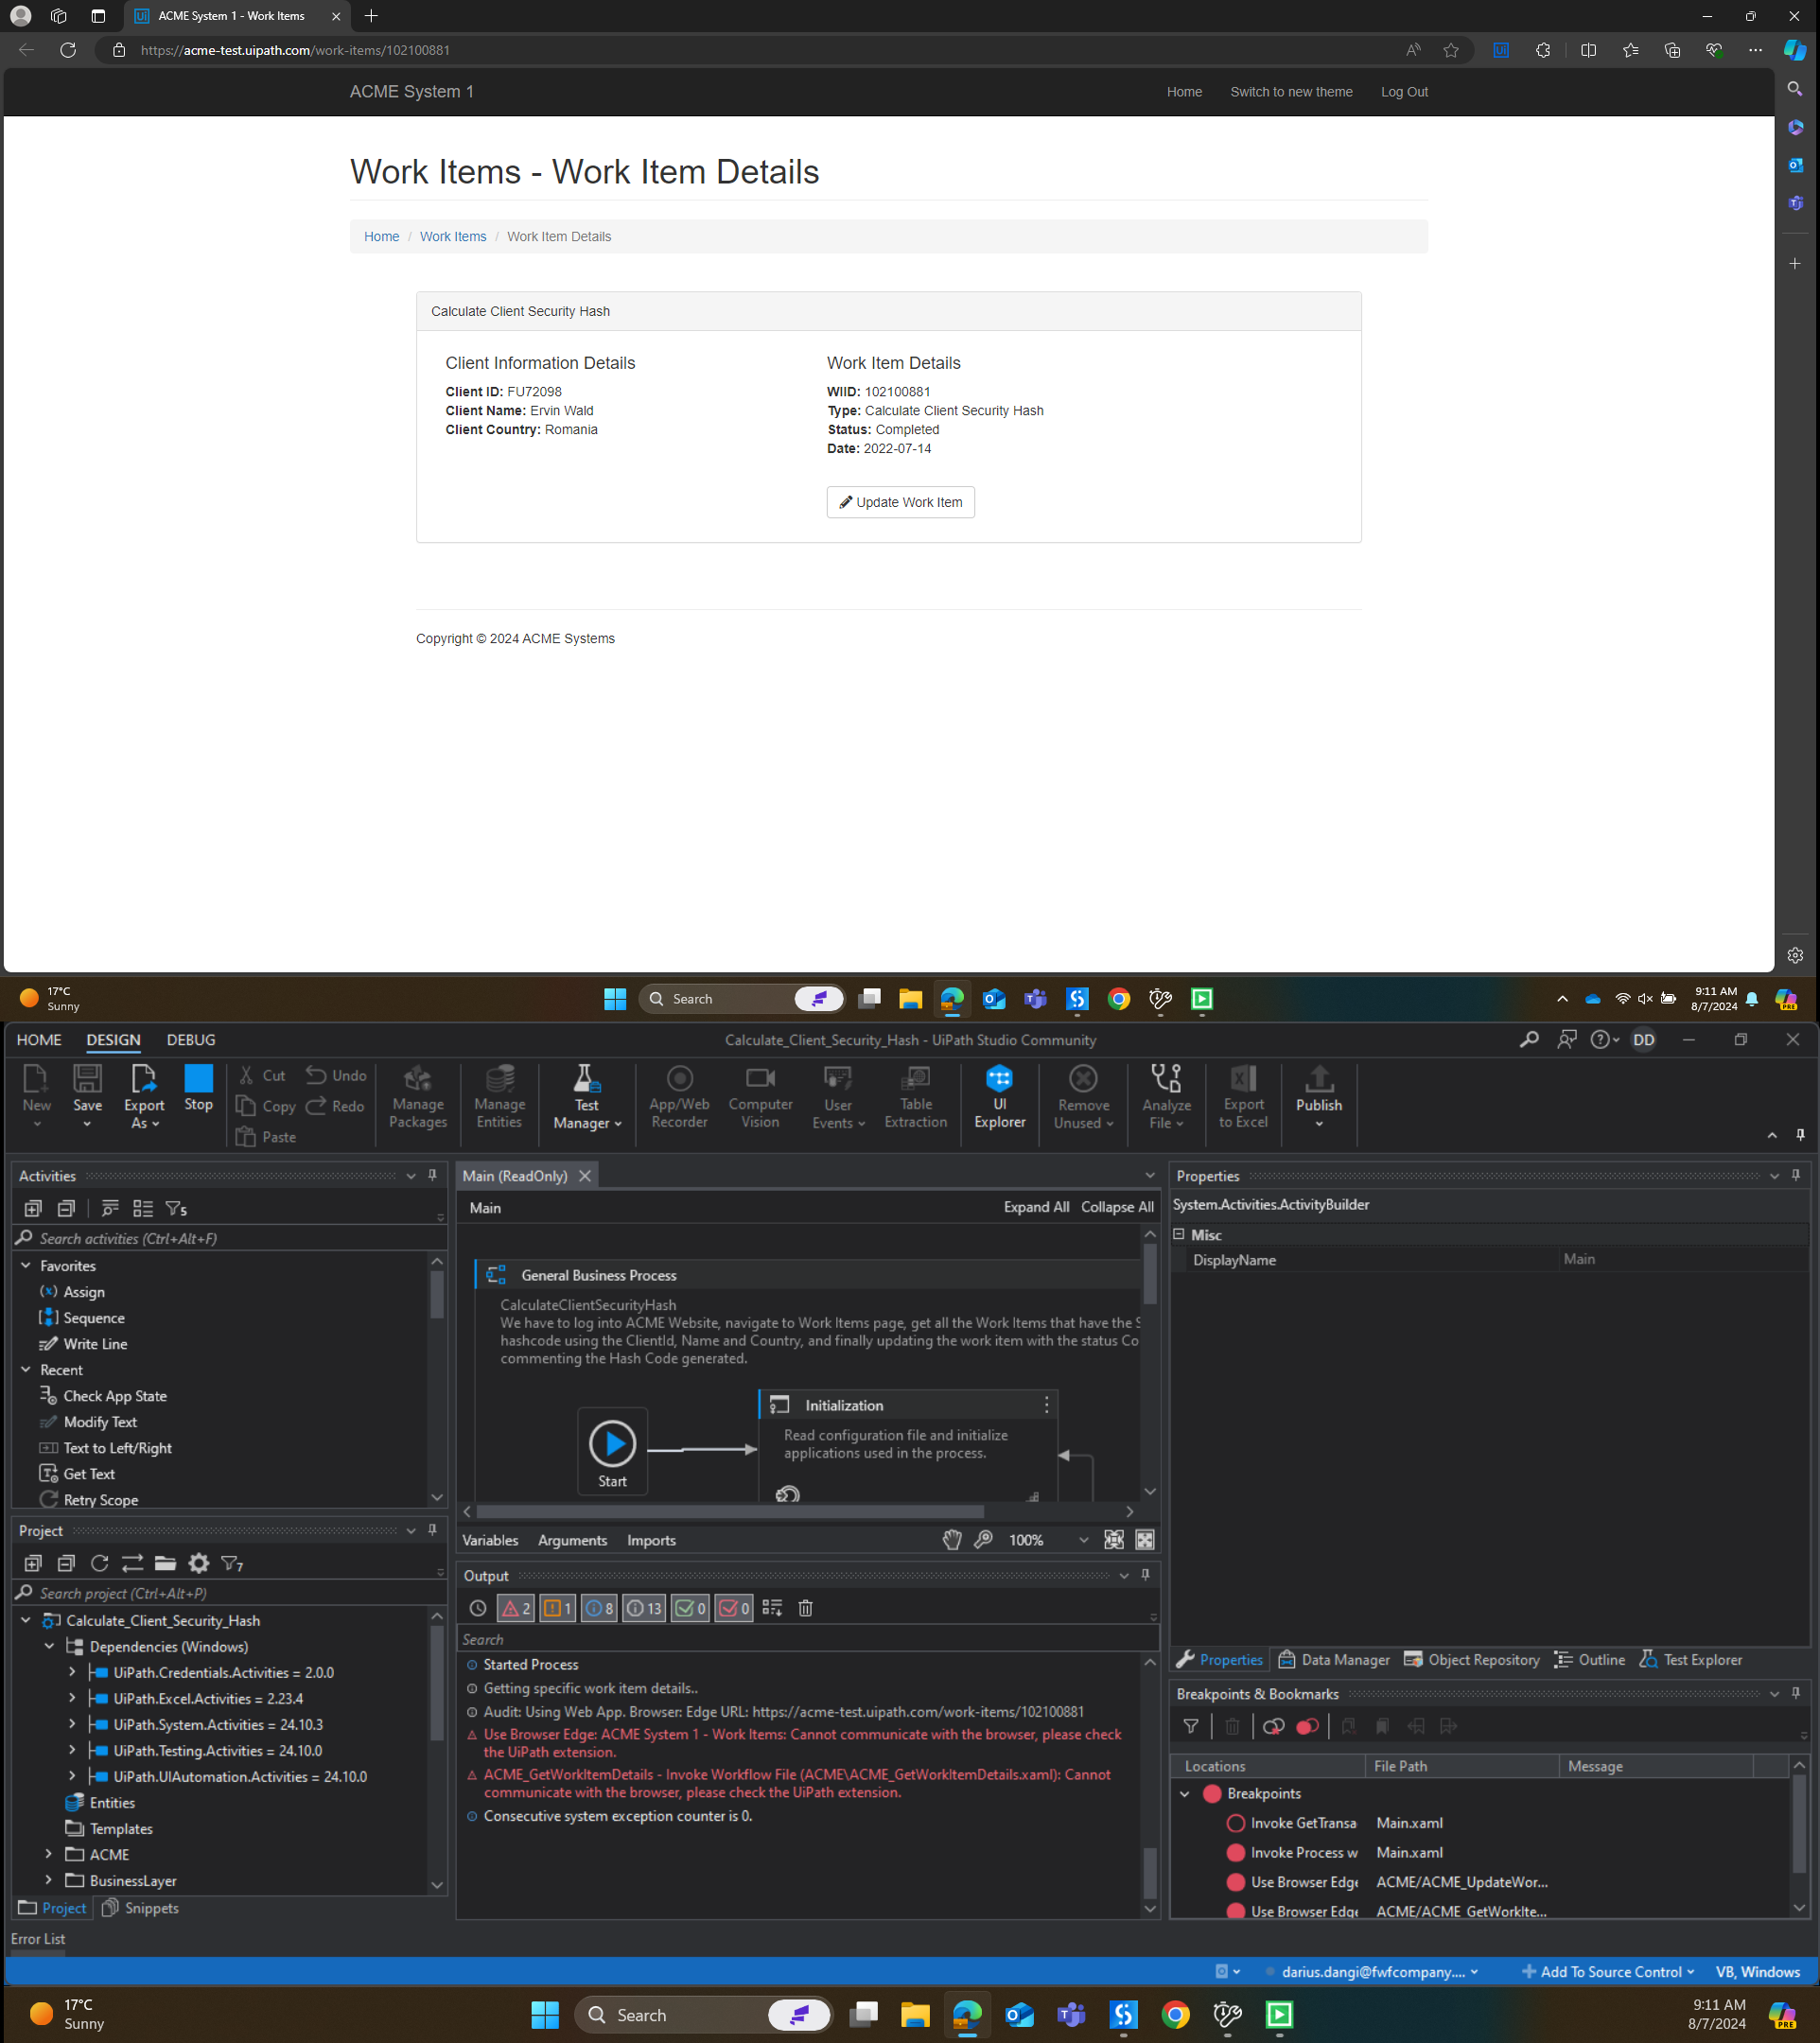 ACME System 1 - Work Items
https://acme-test.uipath.com/work-items/102100881
ACME System 1
Home
Switch to new theme
Log Out
Work Items - Work Item Details
Home / Work Items / Work Item Details
Calculate Client Security Hash
Client Information Details
Client ID: FU72098
Client Name: Ervin Wald
Client Country: Romania
Work Item Details
WIID: 102100881
Type: Calculate Client Security Hash
Status: Completed
Date: 2022-07-14
Update Work Item
Copyright © 2024 ACME Systems
17°C
Sunny
Search
9:11 AM
8/7/2024
HOME DESIGN DEBUG
Calculate_Client_Security_Hash - UiPath Studio Community
DD
New
Save
Export As
Stop
Cut
Copy
Paste
Undo
Redo
Manage Packages
Manage Entities
Test Manager
App/Web Recorder
Computer Vision
User Events
Table Extraction
UI Explorer
Remove Unused
Analyze File
Export to Excel
Publish
Activities
5
Search activities (Ctrl+Alt+F)
Favorites
Assign
Sequence
Write Line
Recent
Check App State
Modify Text
Text to Left/Right
Get Text
Retry Scope
Project
7
Search project (Ctrl+Alt+P)
Calculate_Client_Security_Hash
Dependencies (Windows)
UiPath.Credentials.Activities = 2.0.0
UiPath.Excel.Activities = 2.23.4
UiPath.System.Activities = 24.10.3
UiPath.Testing.Activities = 24.10.0
UiPath.UIAutomation.Activities = 24.10.0
Entities
Templates
ACME
BusinessLayer
Project
Snippets
Error List
Main (ReadOnly)
Main
Expand All
Collapse All
General Business Process
CalculateClientSecurityHash
We have to log into ACME Website, navigate to Work Items page, get all the Work Items that have the S
hashcode using the ClientId, Name and Country, and finally updating the work item with the status Co
commenting the Hash Code generated.
Start
Initialization
Read configuration file and initialize
applications used in the process.
Variables
Arguments
Imports
100%
Output
2
1
8
13
0
0
Search
Started Process
Getting specific work item details..
Audit: Using Web App. Browser: Edge URL: https://acme-test.uipath.com/work-items/102100881
Use Browser Edge: ACME System 1 - Work Items: Cannot communicate with the browser, please check
the UiPath extension.
ACME_GetWorkItemDetails - Invoke Workflow File (ACME\ACME_GetWorkItemDetails.xaml): Cannot
communicate with the browser, please check the UiPath extension.
Consecutive system exception counter is 0.
Properties
System.Activities.ActivityBuilder
Misc
DisplayName
Main
Properties
Data Manager
Object Repository
Outline
Test Explorer
Breakpoints & Bookmarks
Locations
File Path
Message
Breakpoints
Invoke GetTransa
Main.xaml
Invoke Process w
Main.xaml
Use Browser Edge
ACME/ACME_UpdateWor...
Use Browser Edge
ACME/ACME_GetWorkIte...
darius.dangi@fwfcompany....
Add To Source Control
VB, Windows
17°C
Sunny
Search
9:11 AM
8/7/2024